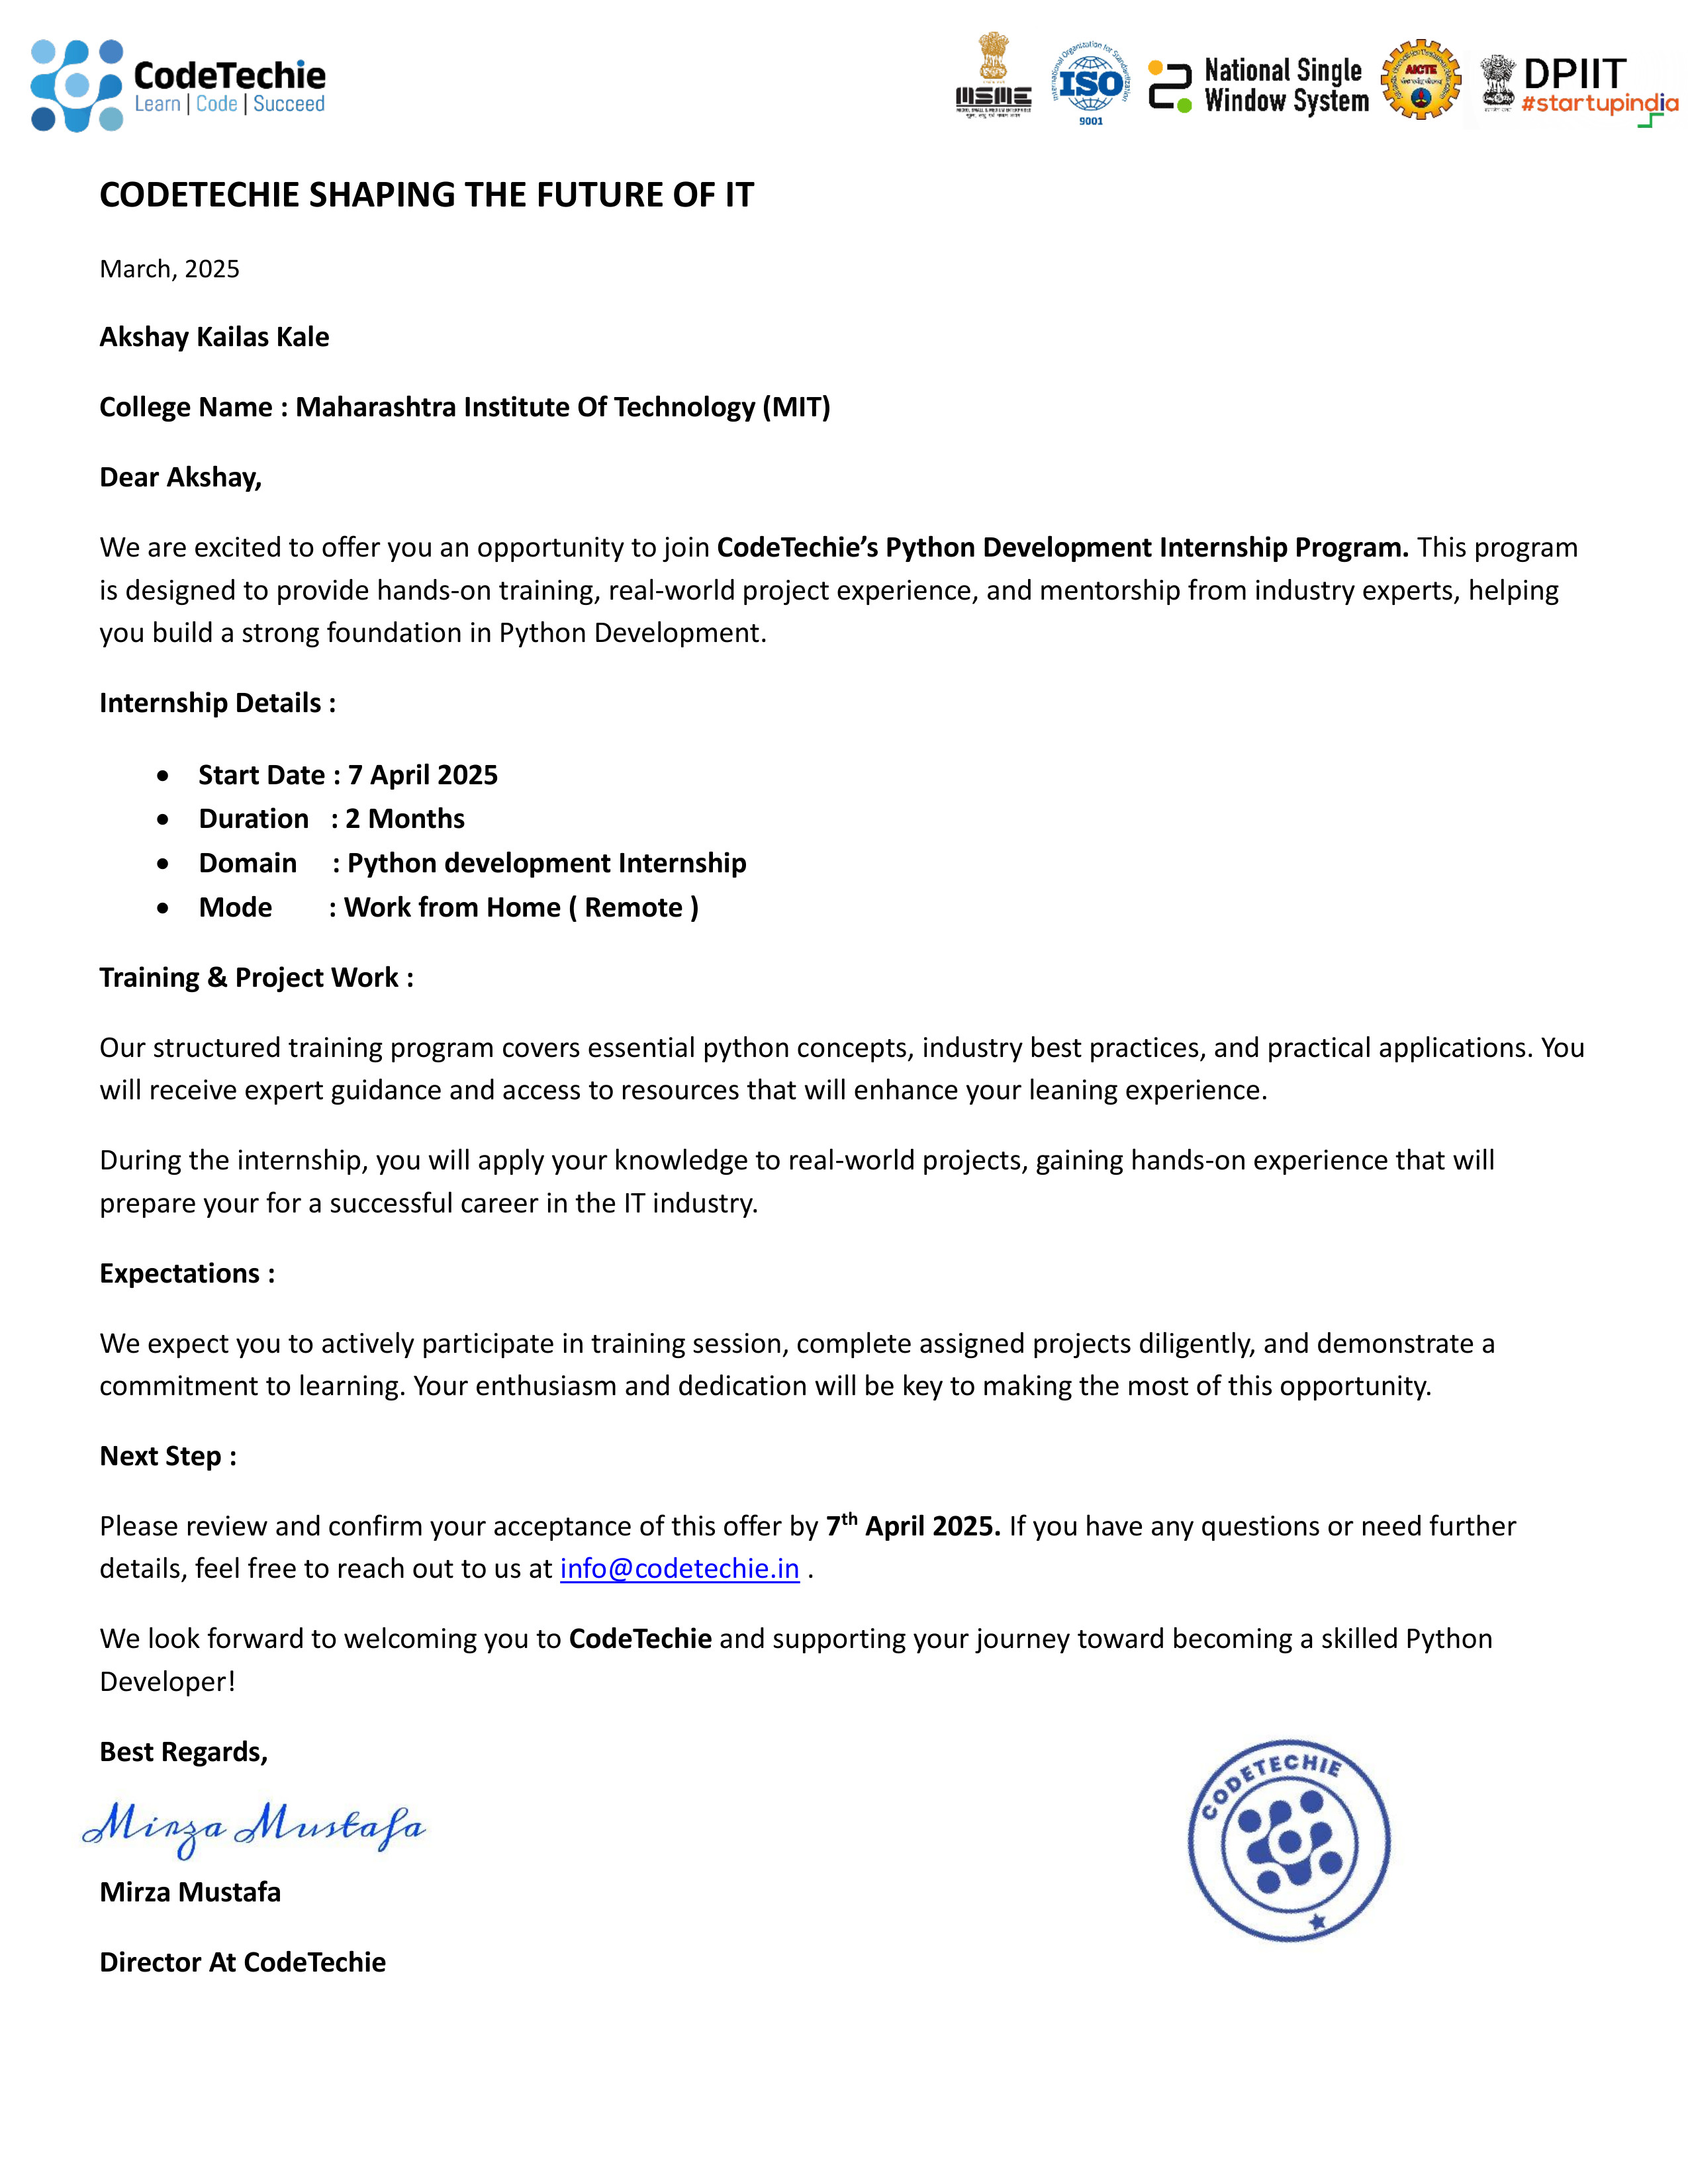 CodeTechie
Learn | Code | Succeed
MSME
International Organization for Standardization
ISO
9001
National Single
Window System
AICTE
DPIIT
#startupindia
CODETECHIE SHAPING THE FUTURE OF IT
March, 2025
Akshay Kailas Kale
College Name : Maharashtra Institute Of Technology (MIT)
Dear Akshay,
We are excited to offer you an opportunity to join CodeTechie’s Python Development Internship Program. This program
is designed to provide hands-on training, real-world project experience, and mentorship from industry experts, helping
you build a strong foundation in Python Development.
Internship Details :
• Start Date : 7 April 2025
• Duration : 2 Months
• Domain : Python development Internship
• Mode : Work from Home ( Remote )
Training & Project Work :
Our structured training program covers essential python concepts, industry best practices, and practical applications. You
will receive expert guidance and access to resources that will enhance your leaning experience.
During the internship, you will apply your knowledge to real-world projects, gaining hands-on experience that will
prepare your for a successful career in the IT industry.
Expectations :
We expect you to actively participate in training session, complete assigned projects diligently, and demonstrate a
commitment to learning. Your enthusiasm and dedication will be key to making the most of this opportunity.
Next Step :
Please review and confirm your acceptance of this offer by 7th April 2025. If you have any questions or need further
details, feel free to reach out to us at info@codetechie.in .
We look forward to welcoming you to CodeTechie and supporting your journey toward becoming a skilled Python
Developer!
Best Regards,
Mirza Mustafa
Mirza Mustafa
Director At CodeTechie
CODETECHIE